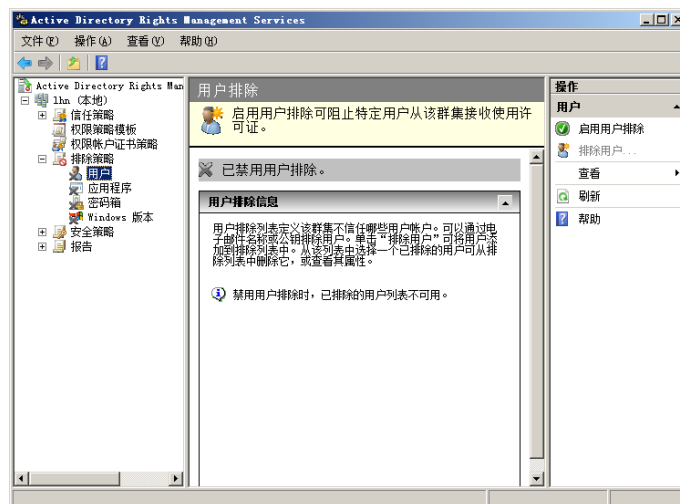 Active Directory Rights Management Services
文件(F) 操作(A) 查看(V) 帮助(H)
Active Directory Rights Man
lhn (本地)
信任策略
权限策略模板
权限帐户证书策略
排除策略
用户
应用程序
密码箱
Windows 版本
安全策略
报告
用户排除
启用用户排除可阻止特定用户从该群集接收使用许
可证。
已禁用用户排除。
用户排除信息
用户排除列表定义该群集不信任哪些用户帐户。可以通过电
子邮件名称或公钥排除用户。单击“排除用户”可将用户添
加到排除列表中。从该列表中选择一个已排除的用户可从排
除列表中删除它，或查看其属性。
禁用用户排除时，已排除的用户列表不可用。
操作
用户
启用用户排除
排除用户...
查看
刷新
帮助